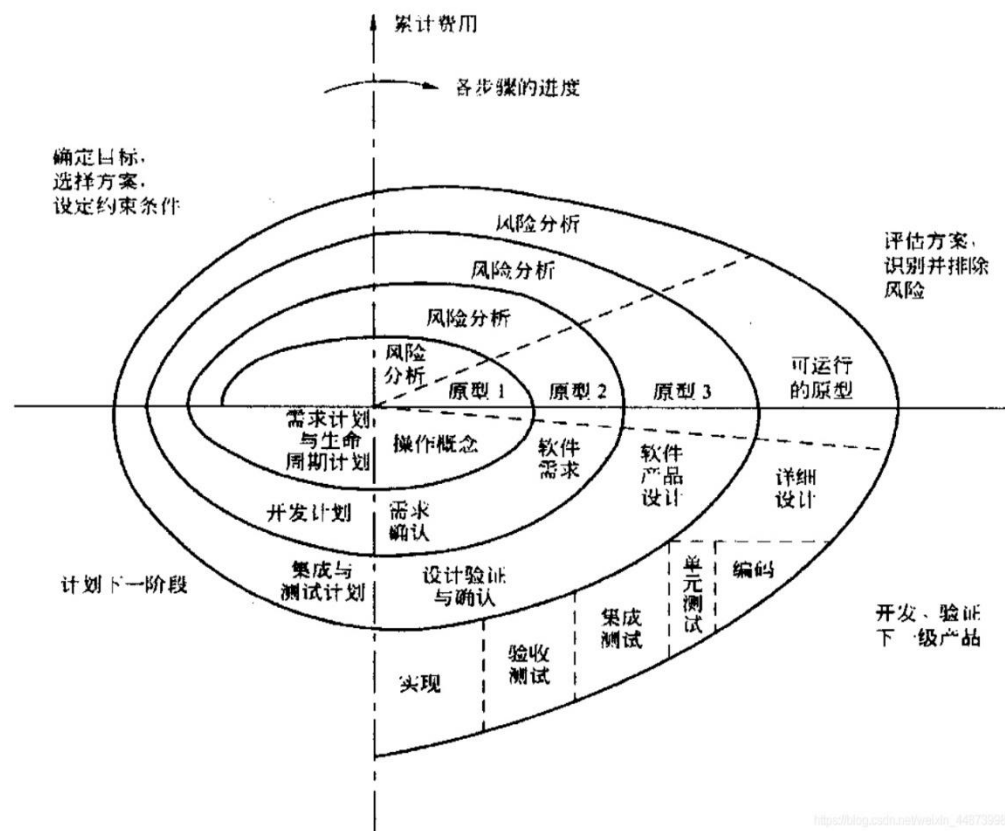 累计费用
各步骤的进度
确定目标，
选择方案，
设定约束条件
风险分析
评估方案，
识别并排除
风险
风险分析
风险分析
风险
分析
可运行
的原型
原型 1
原型 2
原型 3
需求计划
与生命
周期计划
操作概念
软件
需求
软件
产品
设计
详细
设计
开发计划
需求
确认
计划下一阶段
集成与
测试计划
设计验证
与确认
单元测试
编码
集成
测试
开发、验证
下一级产品
实现
验收
测试